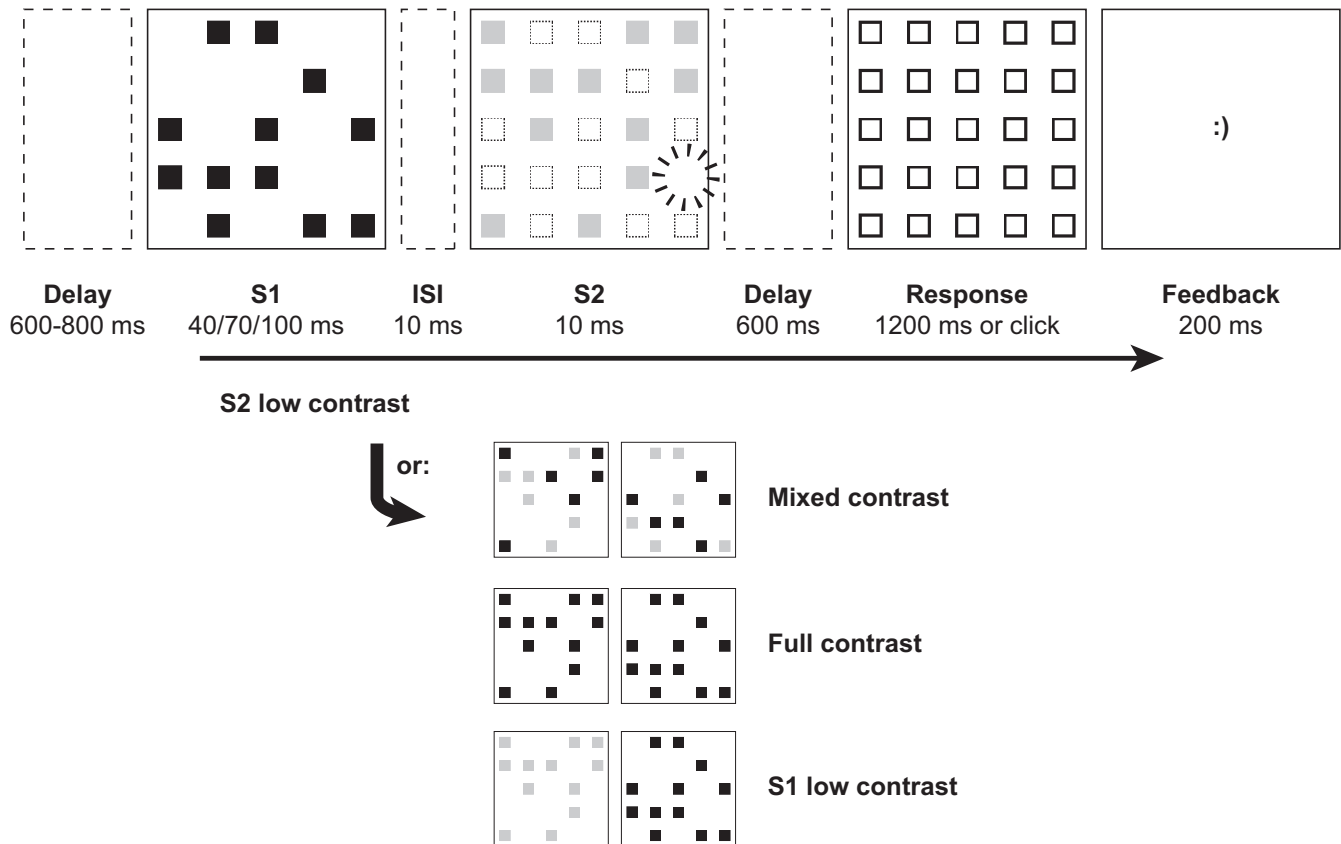 :)
Delay
600-800 ms
S1
40/70/100 ms
ISI
10 ms
S2
10 ms
Delay
600 ms
Response
1200 ms or click
Feedback
200 ms
S2 low contrast
or:
Mixed contrast
Full contrast
S1 low contrast